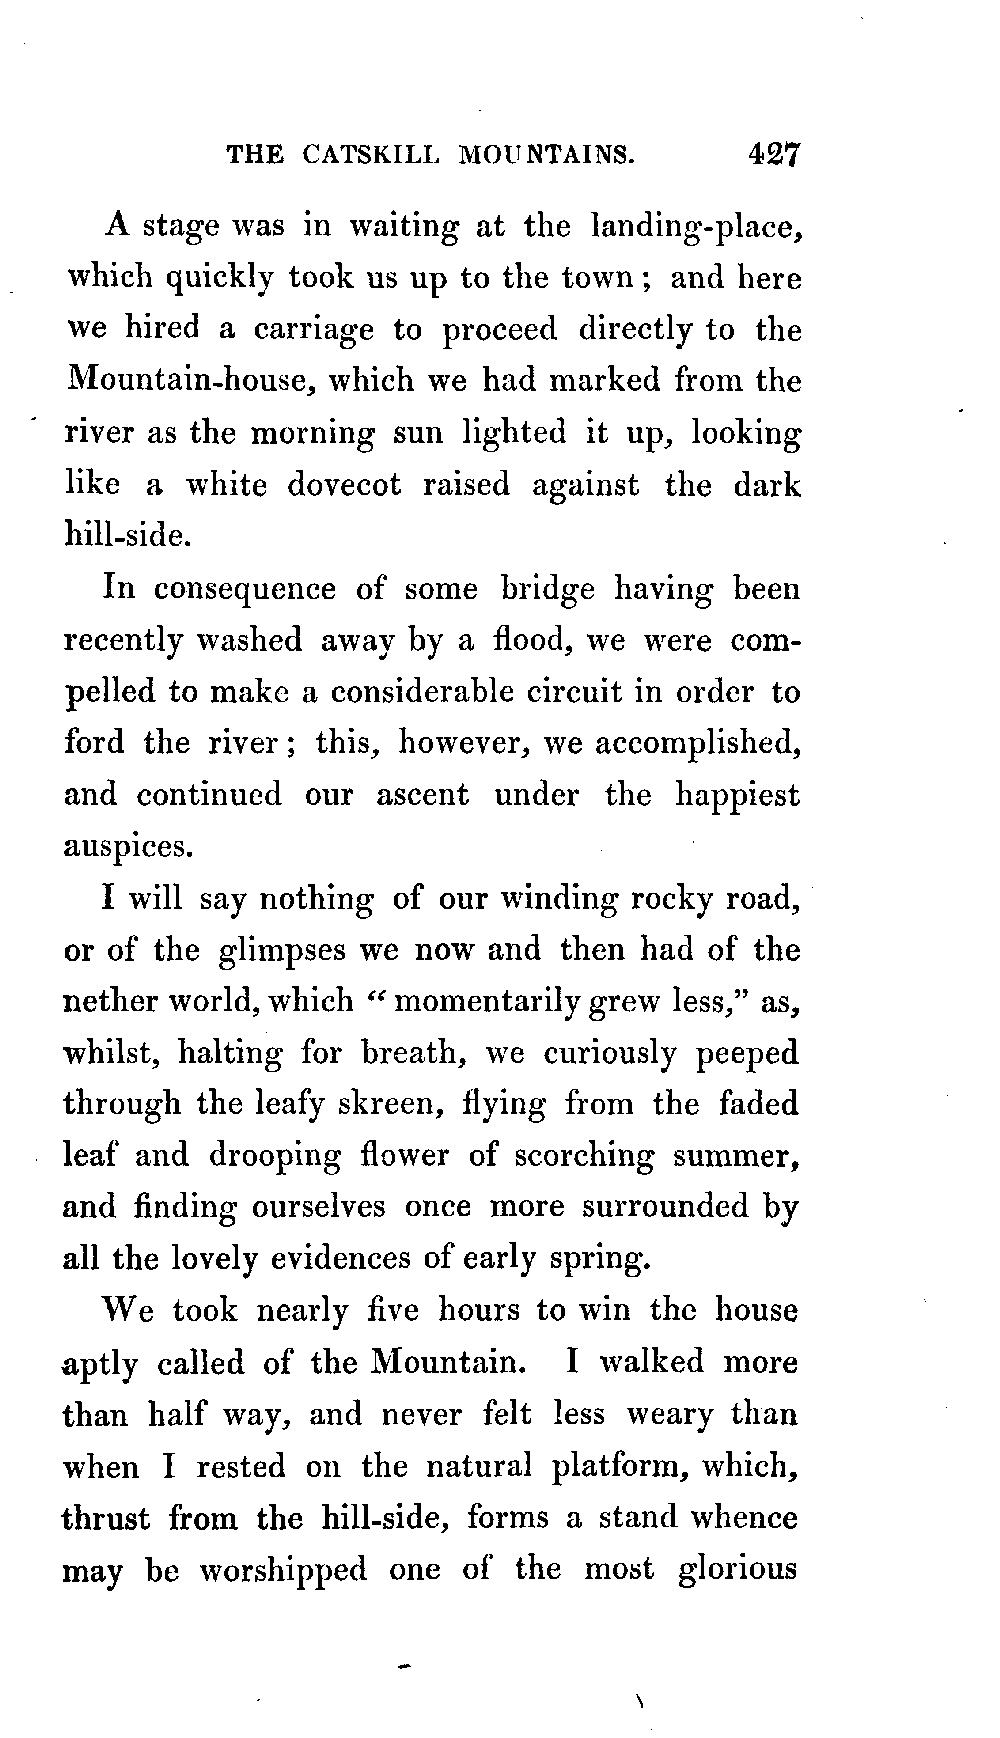 THE CATSKILL MOUNTAINS. 427
A stage was in waiting at the landing-place,
which quickly took us up to the town ; and here
we hired a carriage to proceed directly to the
Mountain-house, which we had marked from the
river as the morning sun lighted it up, looking
like a white dovecot raised against the dark
hill-side.
In consequence of some bridge having been
recently washed away by a flood, we were com-
pelled to make a considerable circuit in order to
ford the river ; this, however, we accomplished,
and continued our ascent under the happiest
auspices.
I will say nothing of our winding rocky road,
or of the glimpses we now and then had of the
nether world, which “ momentarily grew less,” as,
whilst, halting for breath, we curiously peeped
through the leafy skreen, flying from the faded
leaf and drooping flower of scorching summer,
and finding ourselves once more surrounded by
all the lovely evidences of early spring.
We took nearly five hours to win the house
aptly called of the Mountain. I walked more
than half way, and never felt less weary than
when I rested on the natural platform, which,
thrust from the hill-side, forms a stand whence
may be worshipped one of the most glorious